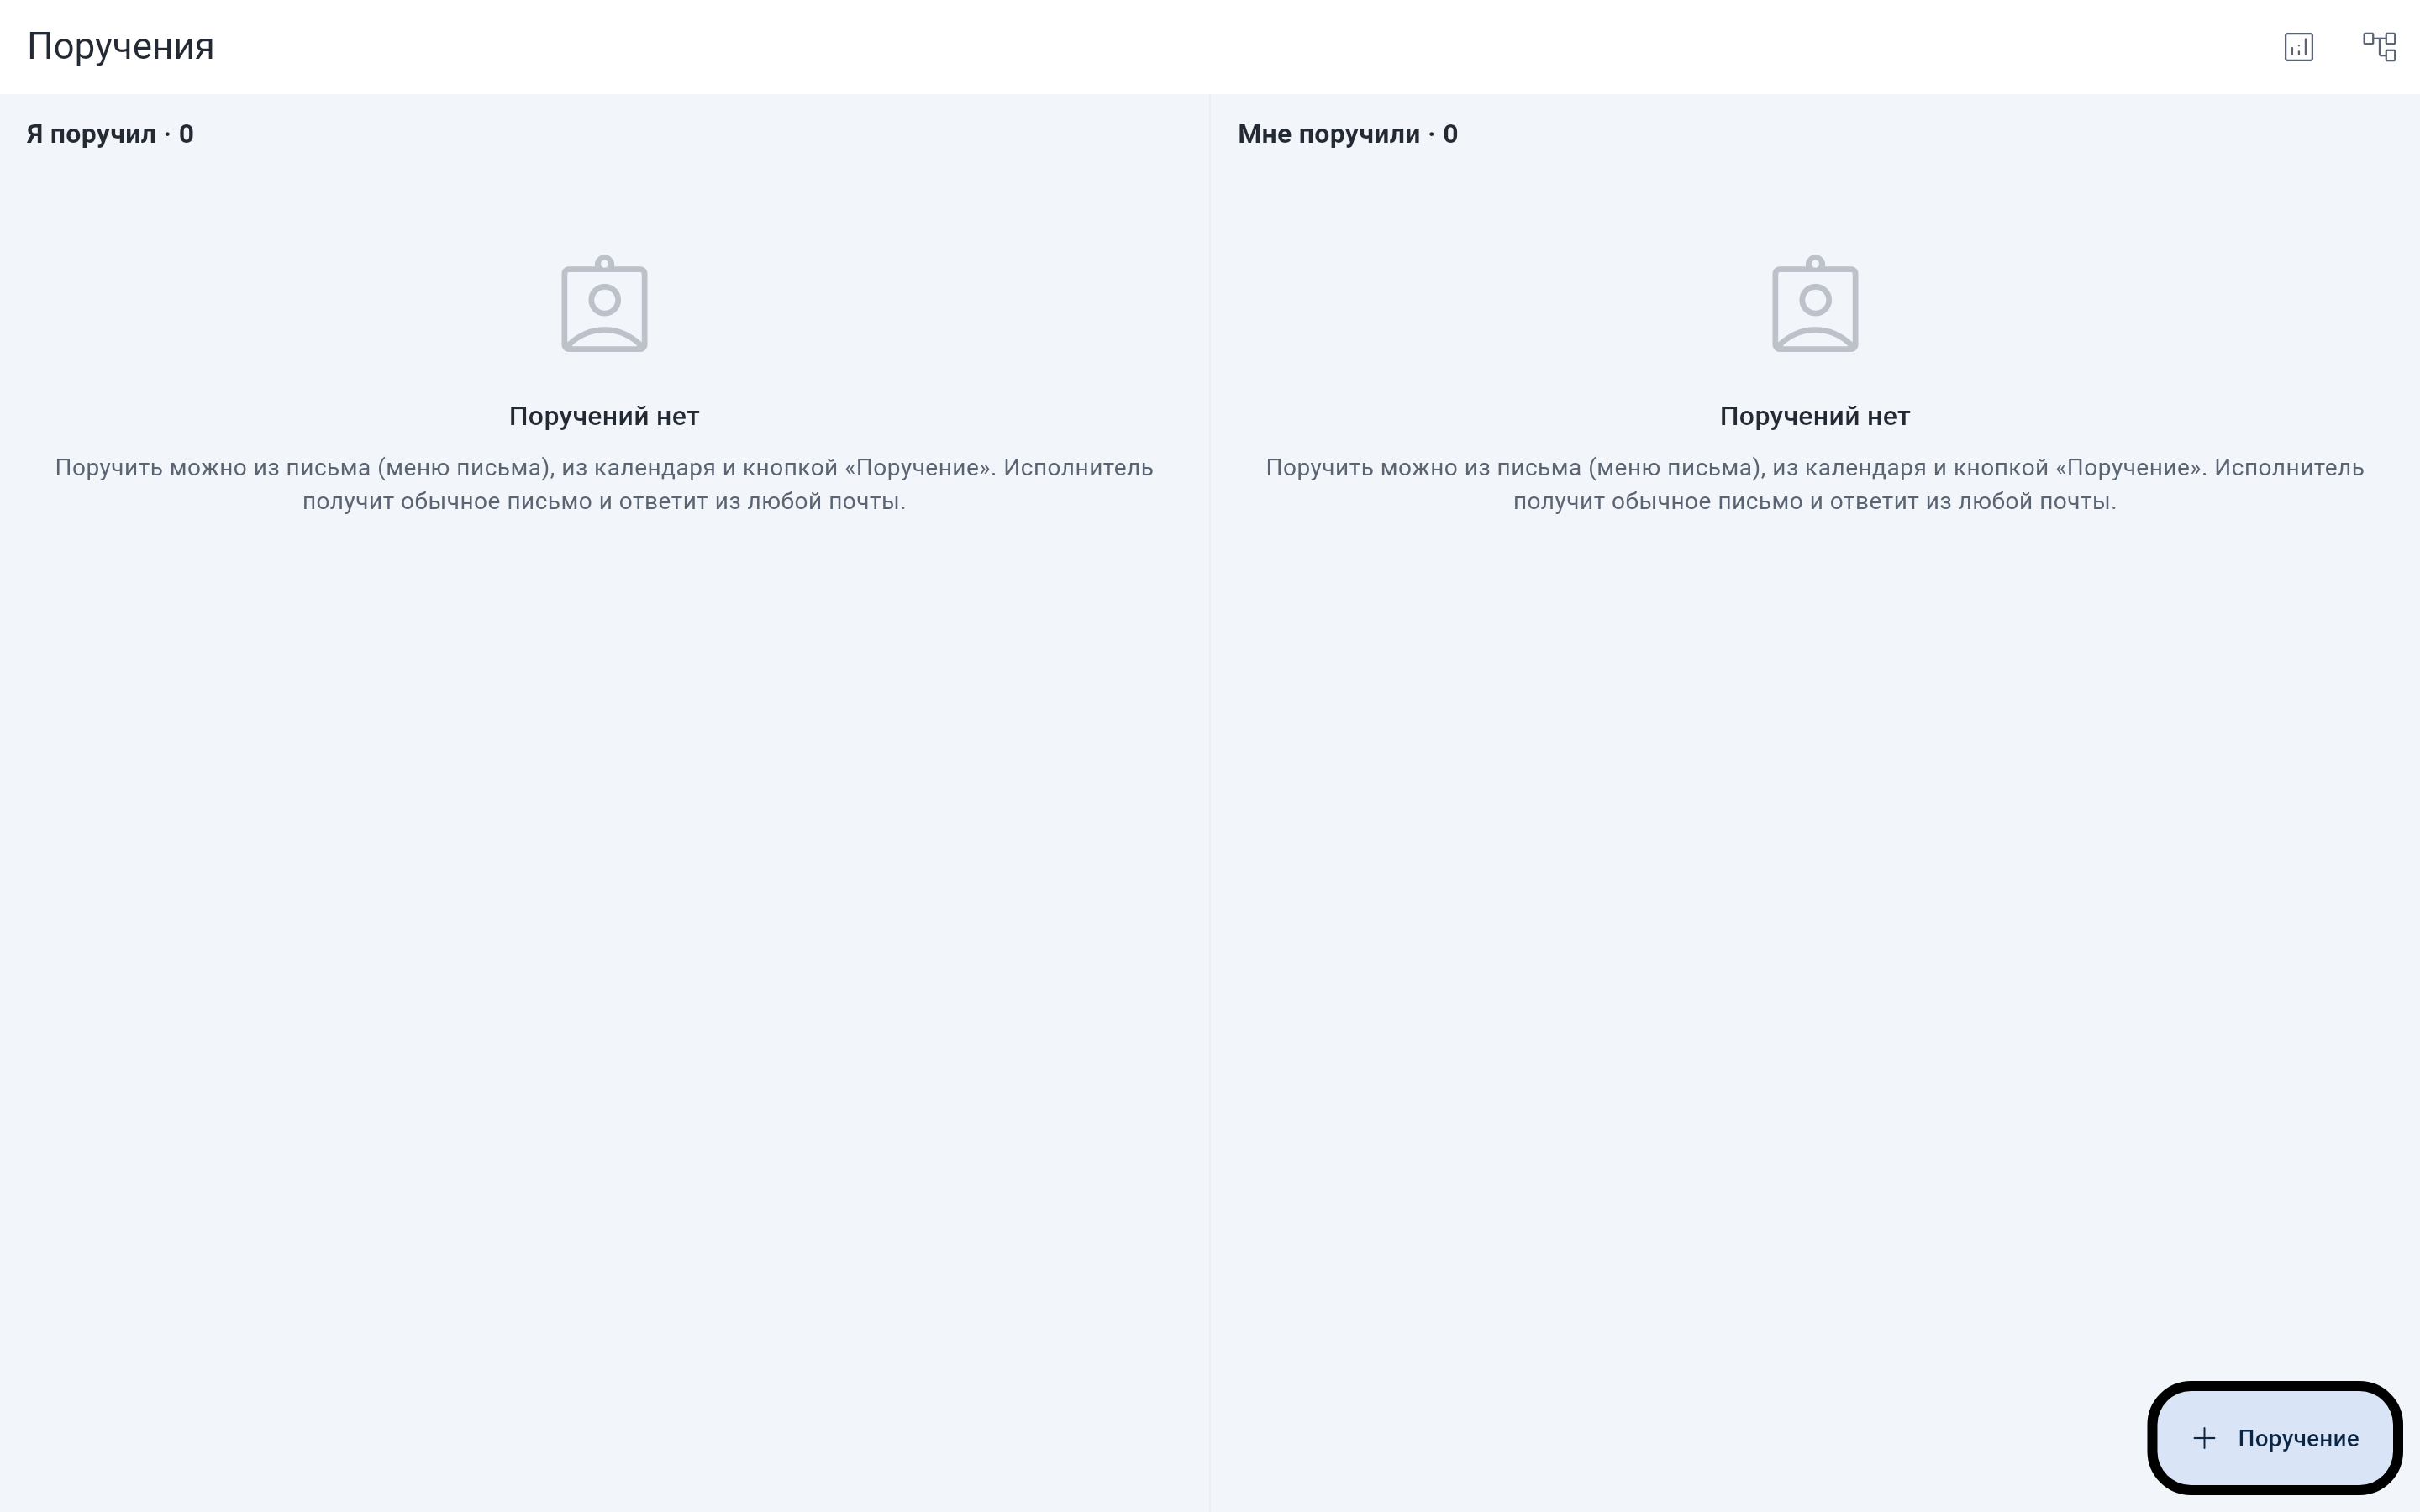 Поручения
Я поручил · 0
Поручений нет
Поручить можно из письма (меню письма), из календаря и кнопкой «Поручение». Исполнитель
получит обычное письмо и ответит из любой почты.
Мне поручили · 0
Поручений нет
Поручить можно из письма (меню письма), из календаря и кнопкой «Поручение». Исполнитель
получит обычное письмо и ответит из любой почты.
Поручение